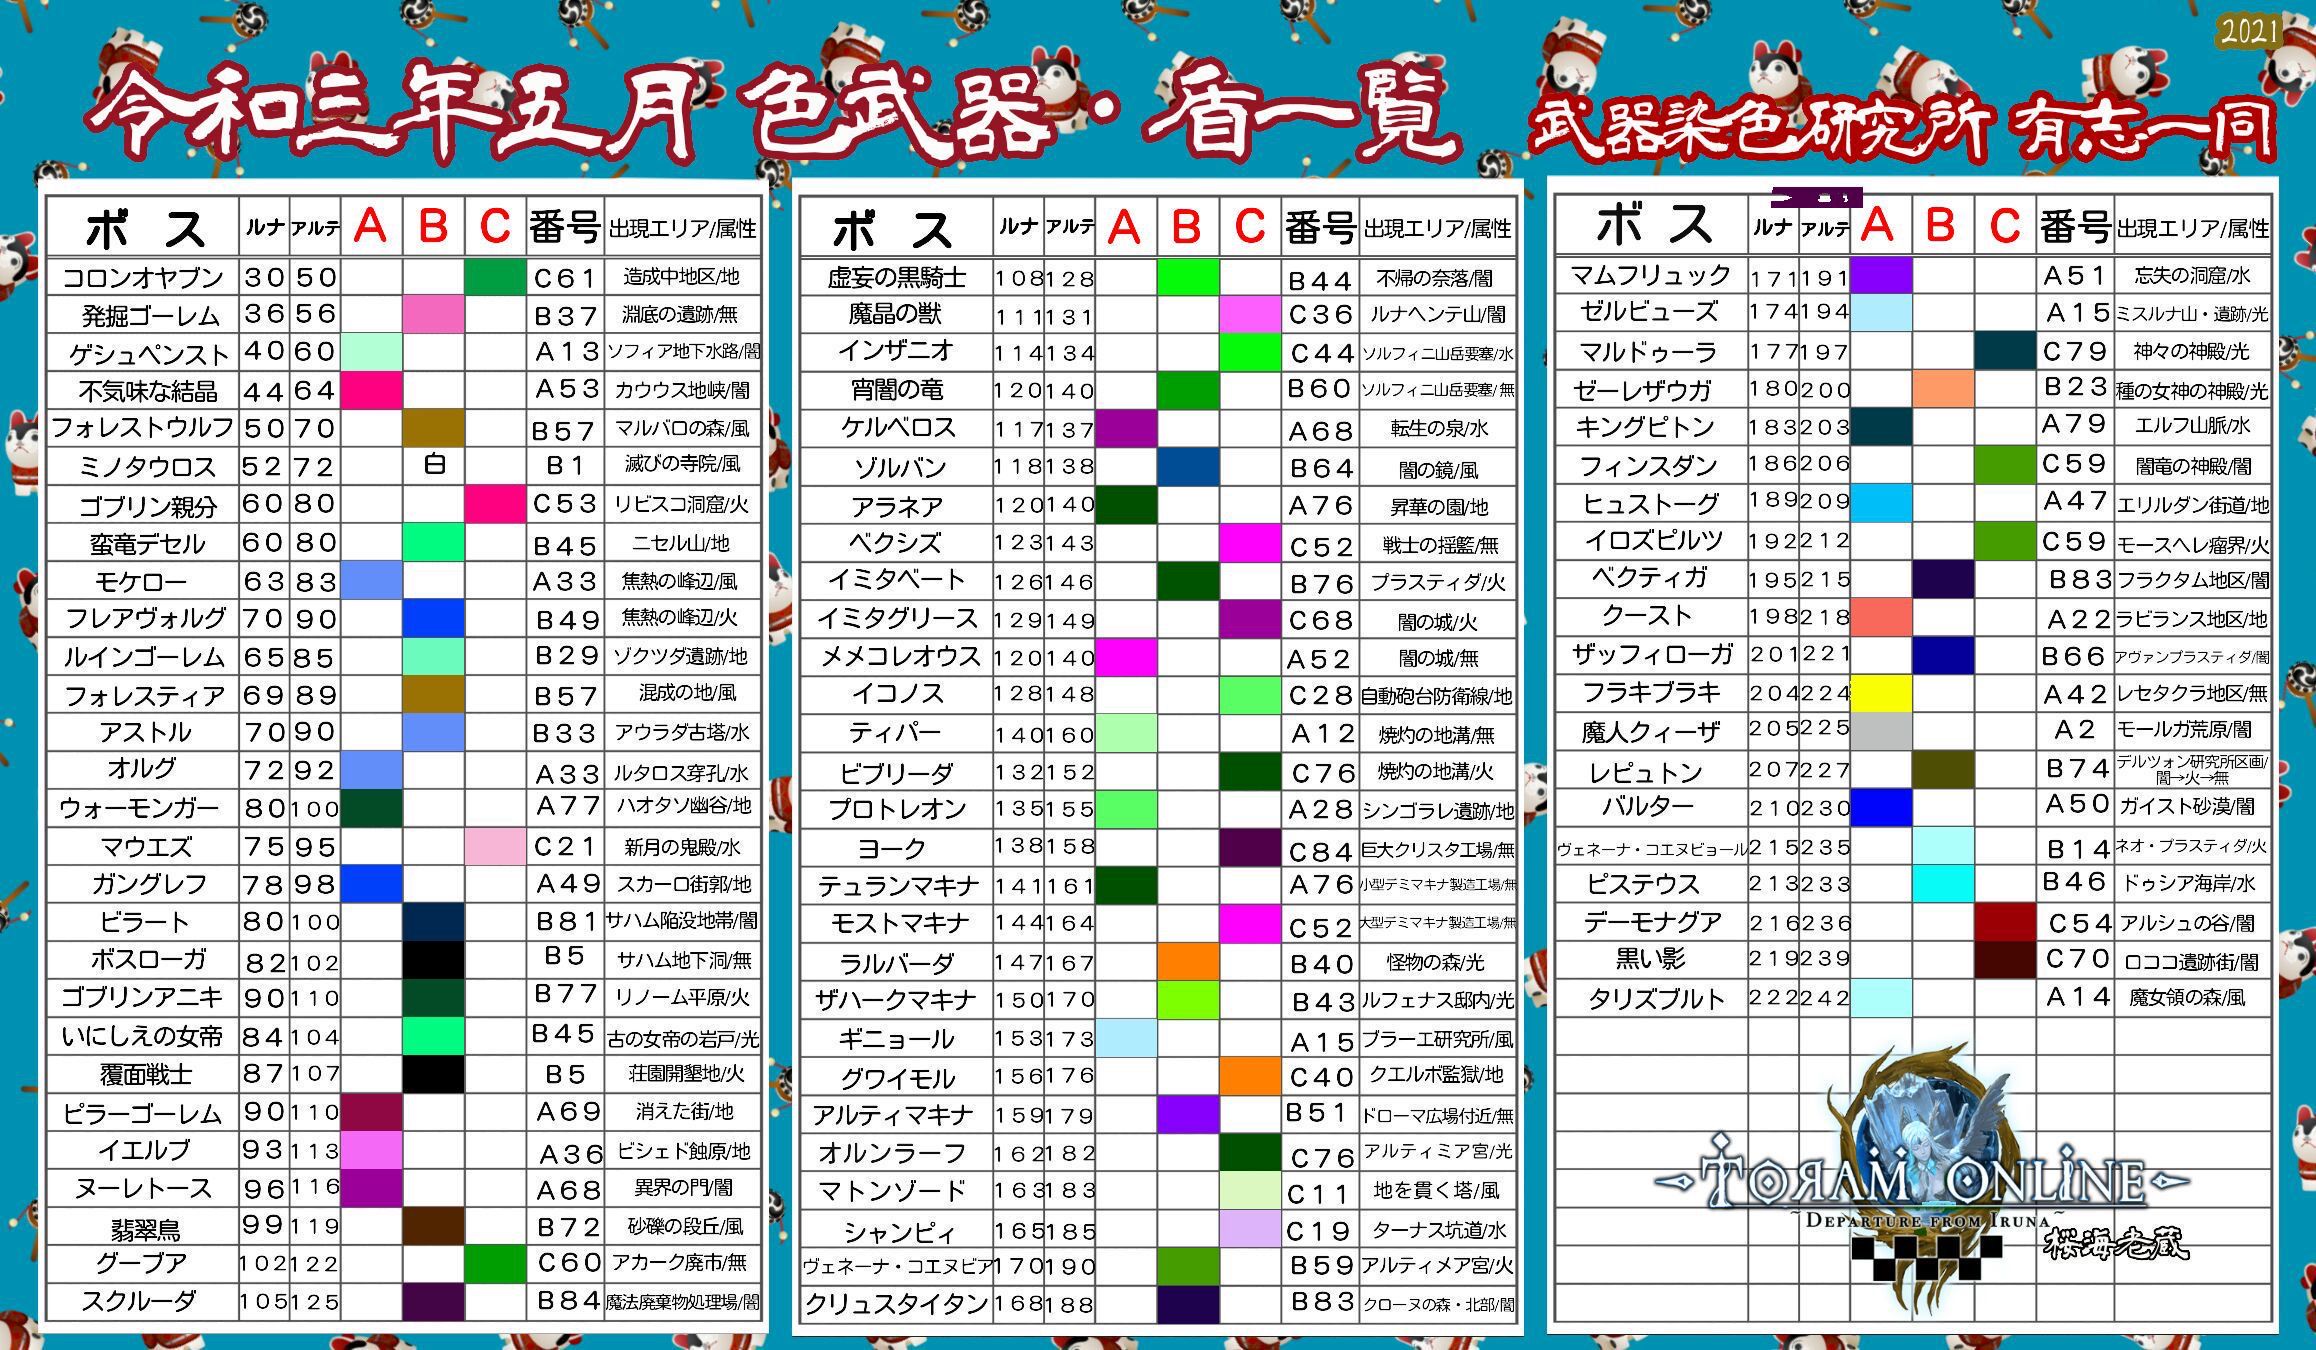 2021
令和三年五月 色武器・盾一覧 武器染色研究所 有志一同
ボス ルナ アルテ A B C 番号 出現エリア/属性
コロンオヤブン 30 50 C61 造成中地区/地
発掘ゴーレム 36 56 B37 淵底の遺跡/無
ゲシュペンスト 40 60 A13 ソフィア地下水路/闇
不気味な結晶 44 64 A53 カウウス地峡/闇
フォレストウルフ 50 70 B57 マルバロの森/風
ミノタウロス 52 72 白 B1 滅びの寺院/風
ゴブリン親分 60 80 C53 リビスコ洞窟/火
蛮竜デセル 60 80 B45 ニセル山/地
モケロー 63 83 A33 焦熱の峰辺/風
フレアヴォルグ 70 90 B49 焦熱の峰辺/火
ルインゴーレム 65 85 B29 ゾクツダ遺跡/地
フォレスティア 69 89 B57 混成の地/風
アストル 70 90 B33 アウラダ古塔/水
オルグ 72 92 A33 ルタロス穿孔/水
ウォーモンガー 80 100 A77 ハオタソ幽谷/地
マウエズ 75 95 C21 新月の鬼殿/水
ガングレフ 78 98 A49 スカーロ街郭/地
ビラート 80 100 B81 サハム陥没地帯/闇
ボスローガ 82 102 B5 サハム地下洞/無
ゴブリンアニキ 90 110 B77 リノーム平原/火
いにしえの女帝 84 104 B45 古の女帝の岩戸/光
覆面戦士 87 107 B5 荘園開墾地/火
ピラーゴーレム 90 110 A69 消えた街/地
イエルブ 93 113 A36 ビシェド蝕原/地
ヌーレトース 96 116 A68 異界の門/闇
翡翠鳥 99 119 B72 砂礫の段丘/風
グーブア 102 122 C60 アカーク廃市/無
スクルーダ 105 125 B84 魔法廃棄物処理場/闇
ボス ルナ アルテ A B C 番号 出現エリア/属性
虚妄の黒騎士 108 128 B44 不帰の奈落/闇
魔晶の獣 111 131 C36 ルナヘンテ山/闇
インザニオ 114 134 C44 ソルフィニ山岳要塞/水
宵闇の竜 120 140 B60 ソルフィニ山岳要塞/無
ケルベロス 117 137 A68 転生の泉/水
ゾルバン 118 138 B64 闇の鏡/風
アラネア 120 140 A76 昇華の園/地
ベクシズ 123 143 C52 戦士の揺籃/無
イミタベート 126 146 B76 プラスティダ/火
イミタグリース 129 149 C68 闇の城/火
メメコレオウス 120 140 A52 闇の城/無
イコノス 128 148 C28 自動砲台防衛線/地
ティパー 140 160 A12 焼灼の地溝/無
ビブリーダ 132 152 C76 焼灼の地溝/火
プロトレオン 135 155 A28 シンゴラレ遺跡/地
ヨーク 138 158 C84 巨大クリスタ工場/無
テュランマキナ 141 161 A76 小型デミマキナ製造工場/無
モストマキナ 144 164 C52 大型デミマキナ製造工場/無
ラルバーダ 147 167 B40 怪物の森/光
ザハークマキナ 150 170 B43 ルフェナス邸内/光
ギニョール 153 173 A15 ブラーエ研究所/風
グワイモル 156 176 C40 クエルボ監獄/地
アルティマキナ 159 179 B51 ドローマ広場付近/無
オルンラーフ 162 182 C76 アルティミア宮/光
マトンゾード 163 183 C11 地を貫く塔/風
シャンピィ 165 185 C19 ターナス坑道/水
ヴェネーナ・コエヌビア 170 190 B59 アルティメア宮/火
クリュスタイタン 168 188 B83 クローヌの森・北部/闇
ボス ルナ アルテ A B C 番号 出現エリア/属性
マムフリュック 171 191 A51 忘失の洞窟/水
ゼルビューズ 174 194 A15 ミスルナ山・遺跡/光
マルドゥーラ 177 197 C79 神々の神殿/光
ゼーレザウガ 180 200 B23 種の女神の神殿/光
キングピトン 183 203 A79 エルフ山脈/水
フィンスダン 186 206 C59 闇竜の神殿/闇
ヒュストーグ 189 209 A47 エリルダン街道/地
イロズピルツ 192 212 C59 モースヘレ瘤界/火
ベクティガ 195 215 B83 フラクタム地区/闇
クースト 198 218 A22 ラビランス地区/地
ザッフィローガ 201 221 B66 アヴァンプラスティダ/闇
フラキブラキ 204 224 A42 レセタクラ地区/無
魔人クィーザ 205 225 A2 モールガ荒原/闇
レピュトン 207 227 B74 デルツォン研究所区画/闇→火→無
バルター 210 230 A50 ガイスト砂漠/闇
ヴェネーナ・コエヌビョール 215 235 B14 ネオ・プラスティダ/火
ピステウス 213 233 B46 ドゥシア海岸/水
デーモナグア 216 236 C54 アルシュの谷/闇
黒い影 219 239 C70 ロココ遺跡街/闇
タリズブルト 222 242 A14 魔女領の森/風
TORAM ONLINE
~DEPARTURE FROM IRUNA~
桜海老蔵